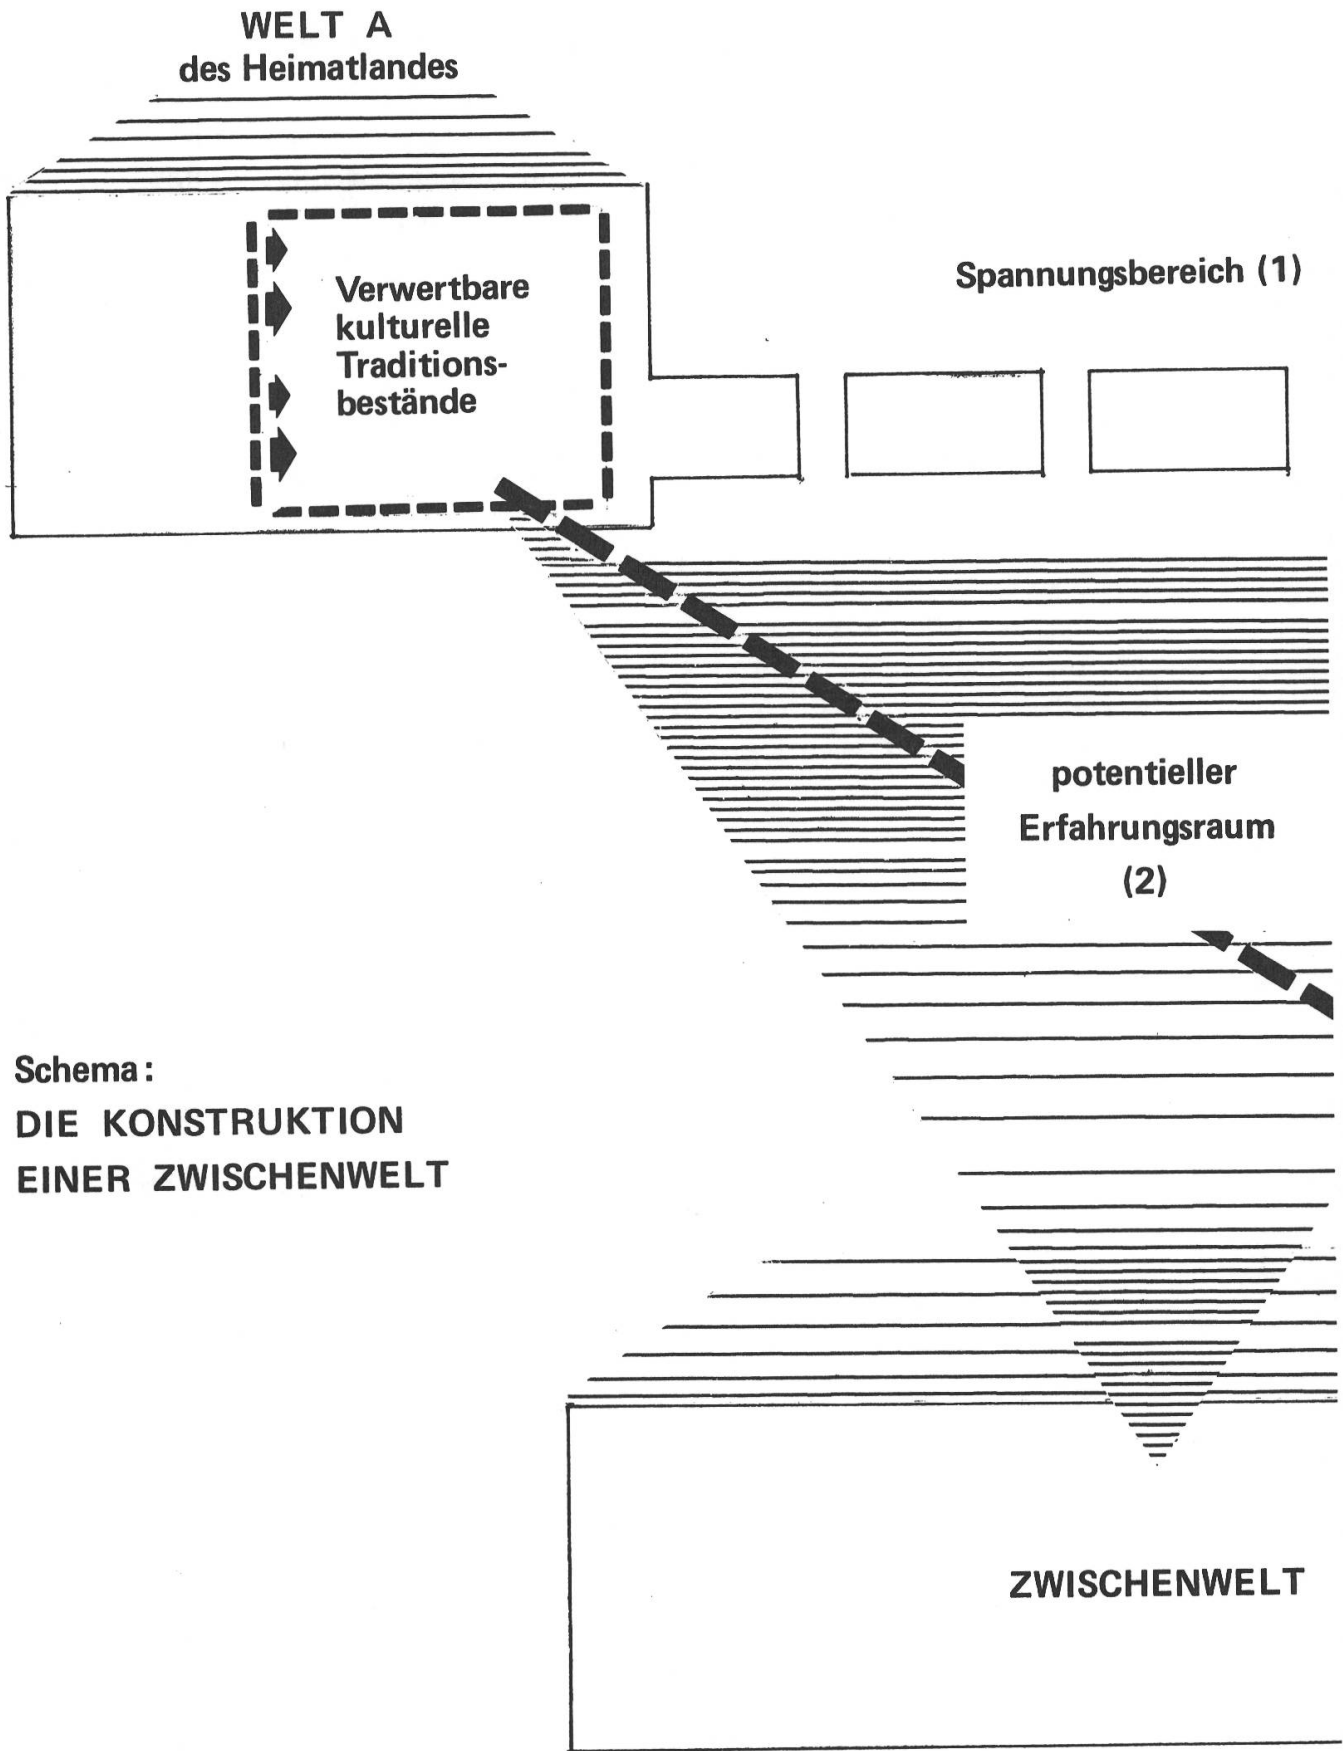 WELT A
des Heimatlandes
Verwertbare
kulturelle
Traditions-
bestände
Spannungsbereich (1)
potentieller
Erfahrungsraum
(2)
Schema:
DIE KONSTRUKTION
EINER ZWISCHENWELT
ZWISCHENWELT